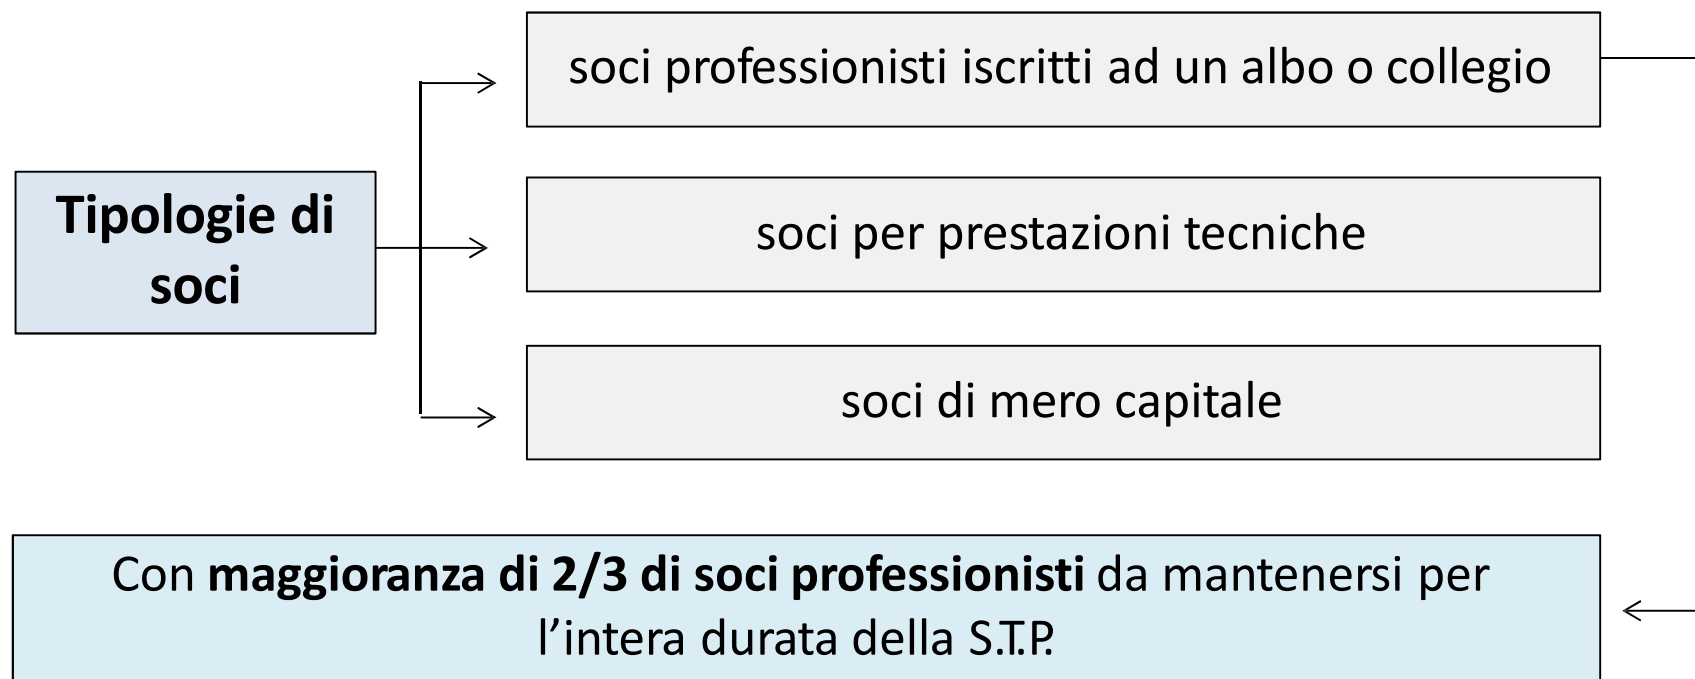 soci professionisti iscritti ad un albo o collegio
Tipologie di
soci
soci per prestazioni tecniche
soci di mero capitale
Con maggioranza di 2/3 di soci professionisti da mantenersi per
l’intera durata della S.T.P.